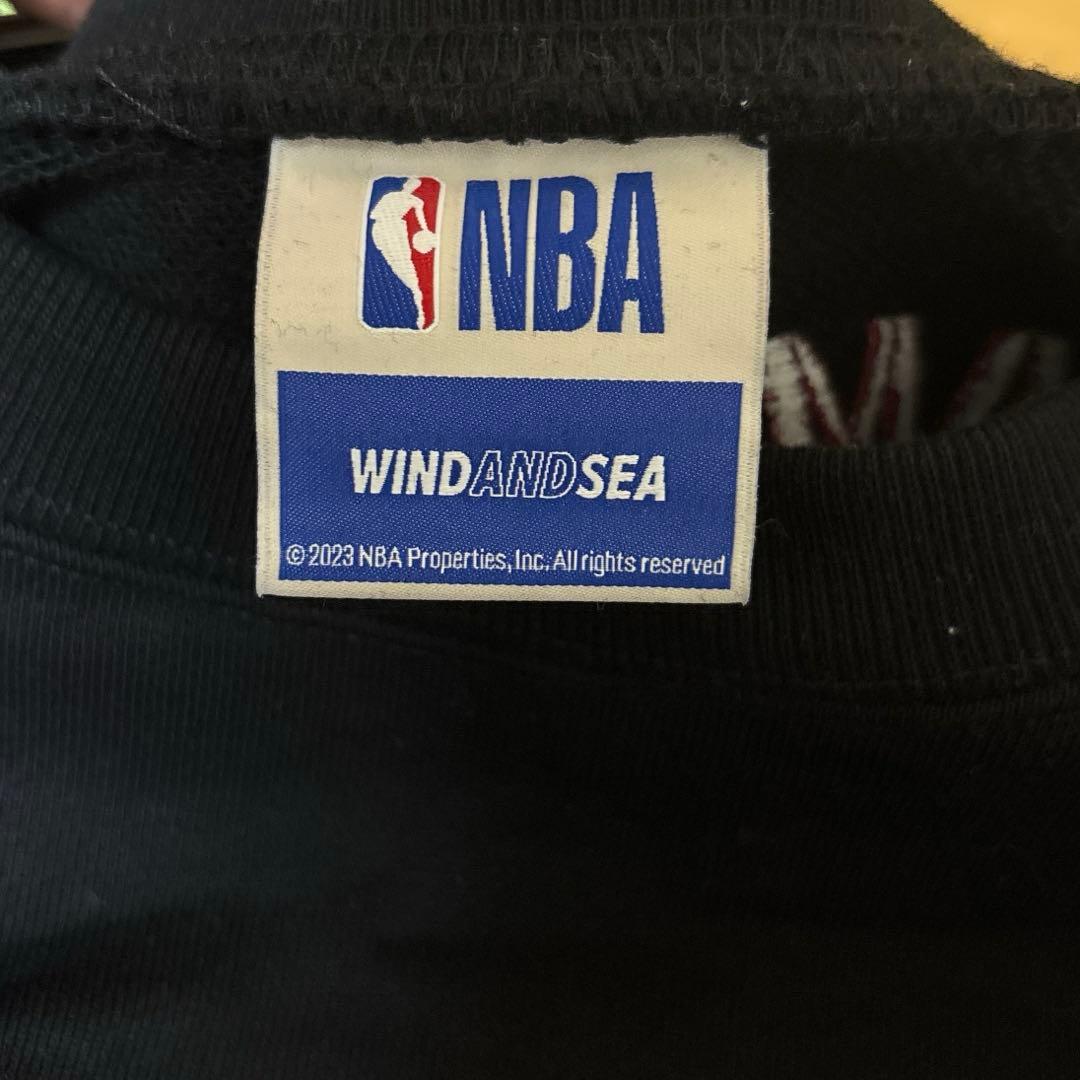 NBA
WINDANDSEA
© 2023 NBA Properties, Inc. All rights reserved